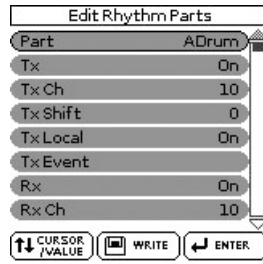 Edit Rhythm Parts
Part ADrum
Tx On
Tx Ch 10
Tx Shift 0
Tx Local On
Tx Event
Rx On
Rx Ch 10
CURSOR /VALUE WRITE ENTER